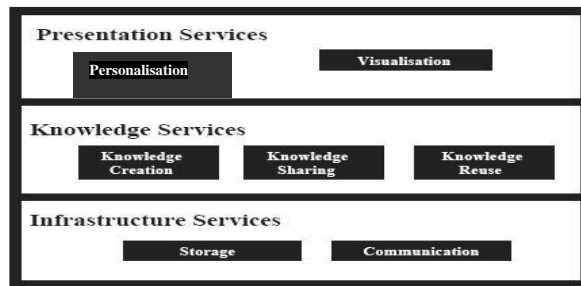 Presentation Services
Personalisation
Visualisation
Knowledge Services
Knowledge
Creation
Knowledge
Sharing
Knowledge
Reuse
Infrastructure Services
Storage
Communication